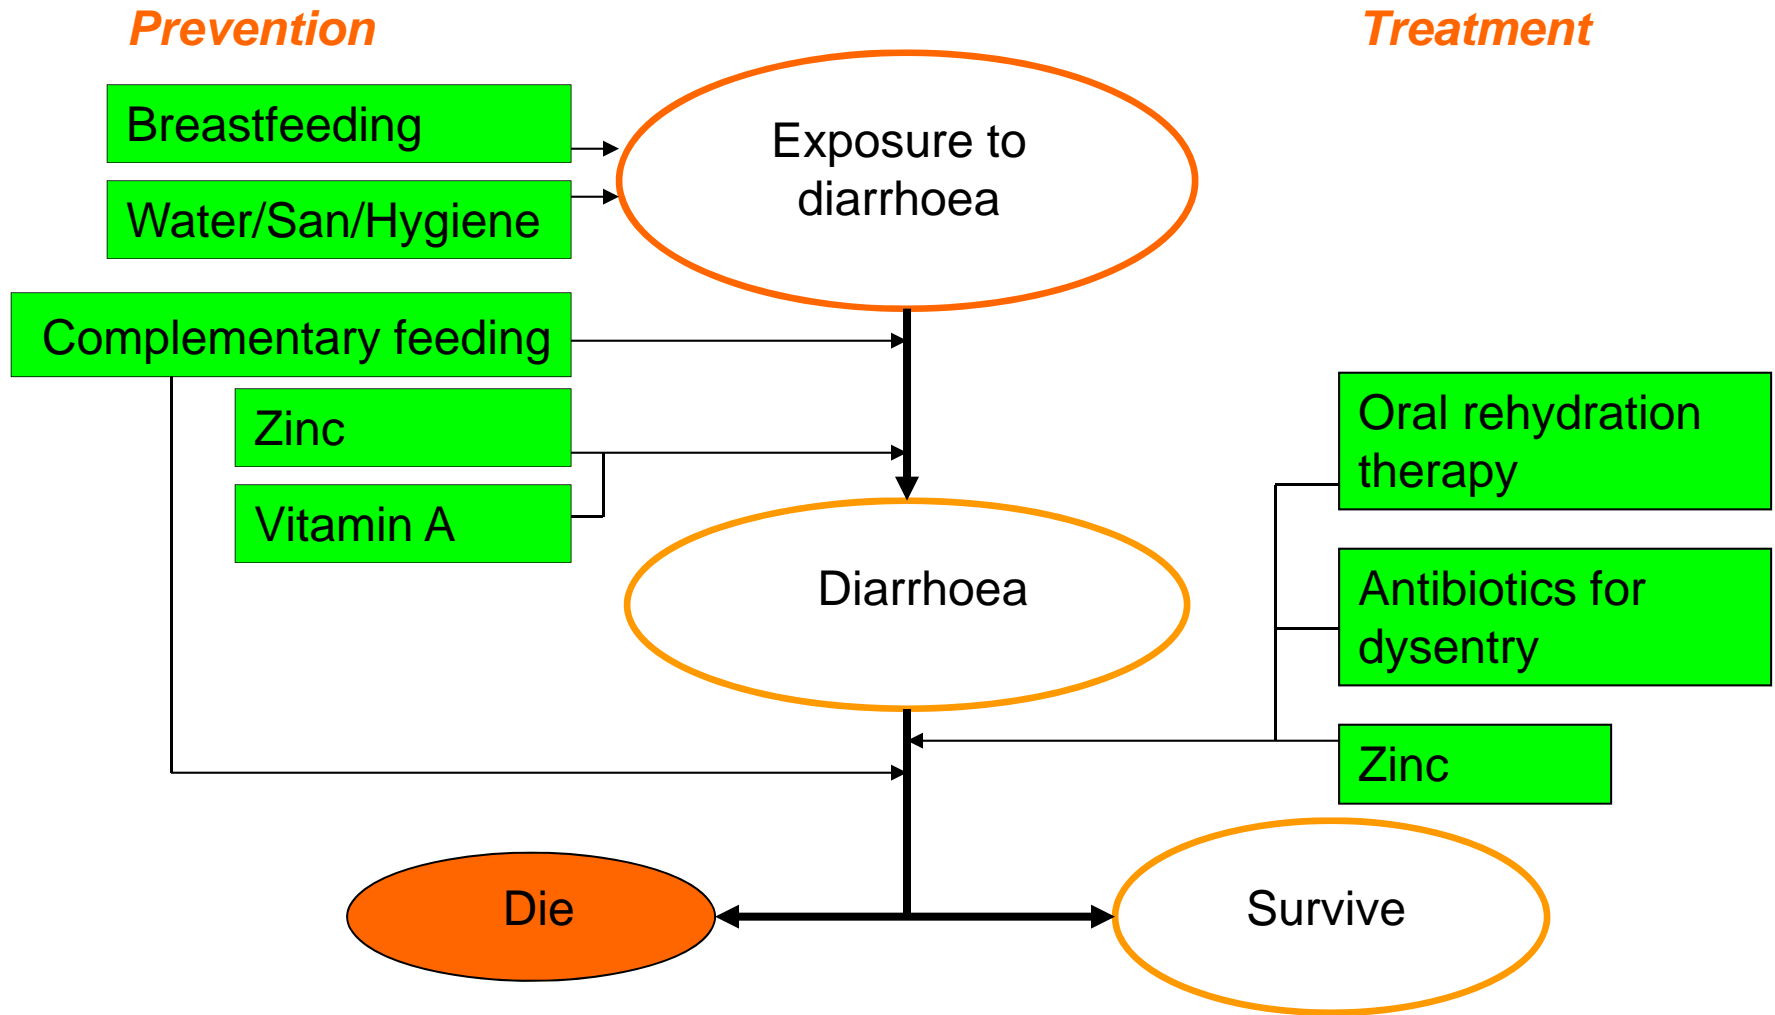 Prevention
Treatment
Breastfeeding
Water/San/Hygiene
Exposure to
diarrhoea
Complementary feeding
Zinc
Vitamin A
Oral rehydration
therapy
Diarrhoea
Antibiotics for
dysentry
Zinc
Die
Survive